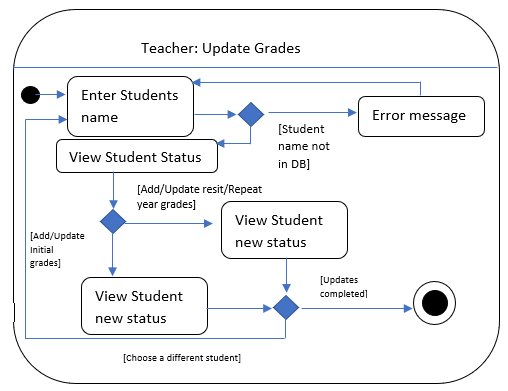 Teacher: Update Grades
Enter Students
name
Error message
[Student
name not
in DB]
View Student Status
[Add/Update resit/Repeat
year grades]
View Student
new status
[Add/Update
Initial
grades]
View Student
new status
[Updates
completed]
[Choose a different student]